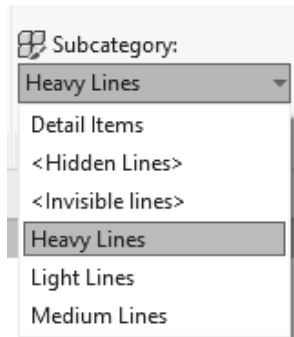 Subcategory:
Heavy Lines
Detail Items
<Hidden Lines>
<Invisible lines>
Heavy Lines
Light Lines
Medium Lines